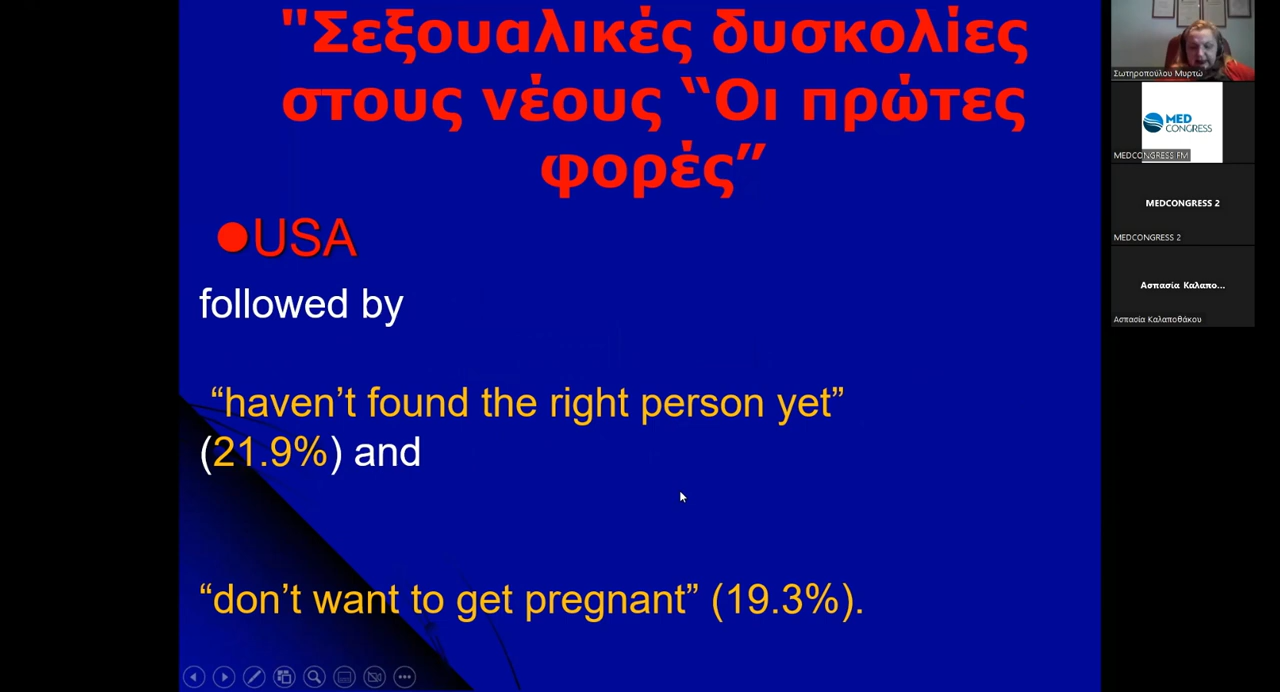 "Σεξουαλικές δυσκολίες
στους νέους “Οι πρώτες
φορές”
●USA
followed by
“haven’t found the right person yet”
(21.9%) and
“don’t want to get pregnant” (19.3%).
Σωτηροπούλου Μυρτώ
MED
CONGRESS
MEDCONGRESS FM
MEDCONGRESS 2
MEDCONGRESS 2
Ασπασία Καλαπο...
Ασπασία Καλαποθάκου